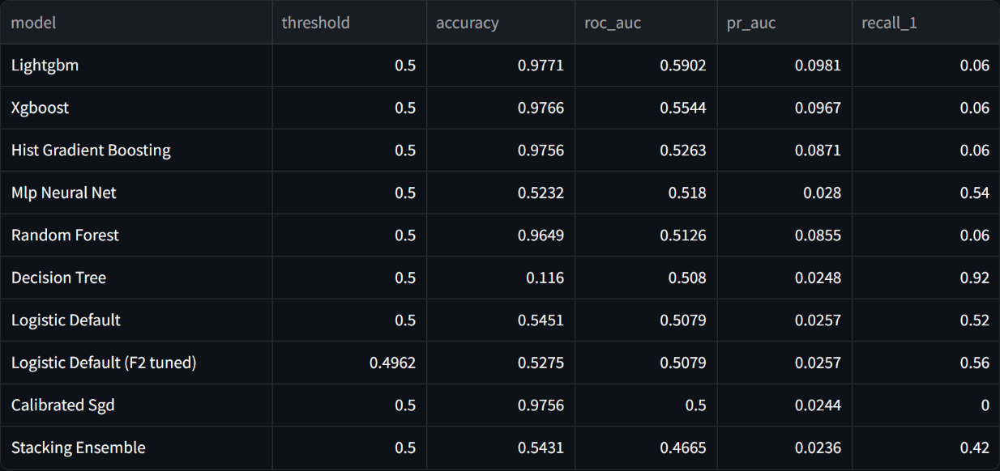 model threshold accuracy roc_auc pr_auc recall_1
Lightgbm 0.5 0.9771 0.5902 0.0981 0.06
Xgboost 0.5 0.9766 0.5544 0.0967 0.06
Hist Gradient Boosting 0.5 0.9756 0.5263 0.0871 0.06
Mlp Neural Net 0.5 0.5232 0.518 0.028 0.54
Random Forest 0.5 0.9649 0.5126 0.0855 0.06
Decision Tree 0.5 0.116 0.508 0.0248 0.92
Logistic Default 0.5 0.5451 0.5079 0.0257 0.52
Logistic Default (F2 tuned) 0.4962 0.5275 0.5079 0.0257 0.56
Calibrated Sgd 0.5 0.9756 0.5 0.0244 0
Stacking Ensemble 0.5 0.5431 0.4665 0.0236 0.42